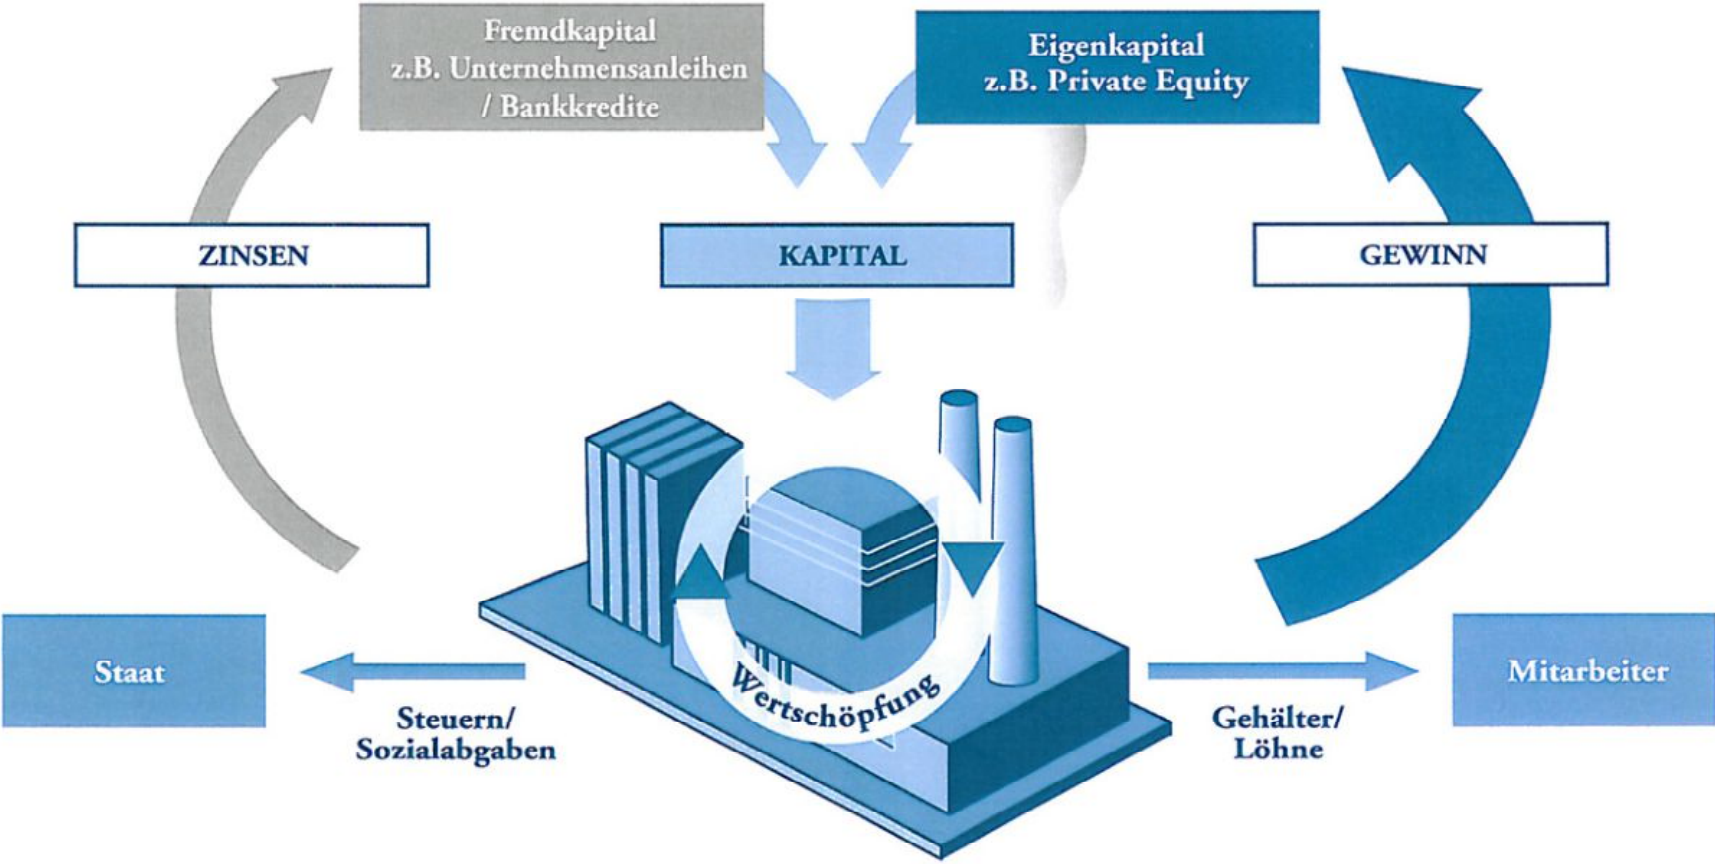 Fremdkapital
z.B. Unternehmensanleihen
/ Bankkredite
Eigenkapital
z.B. Private Equity
ZINSEN
KAPITAL
GEWINN
Staat
Steuern/
Sozialabgaben
Wertschöpfung
Gehälter/
Löhne
Mitarbeiter